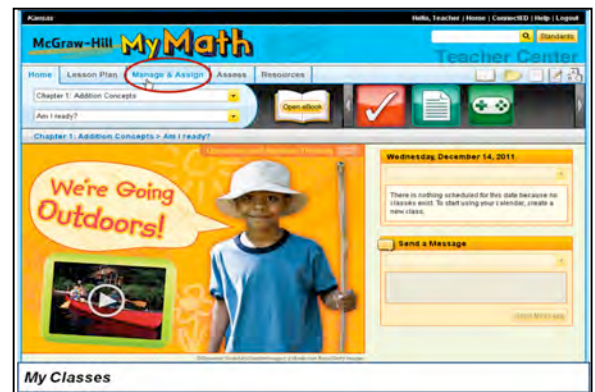 Kansas
Hello, Teacher | Home | ConnectED | Help | Logout
McGraw-Hill My Math
Standards
Teacher Center
Home Lesson Plan Manage & Assign Assess Resources
Chapter 1: Addition Concepts
Am I ready?
Open eBook
Chapter 1: Addition Concepts > Am I ready?
We're Going
Outdoors!
Wednesday, December 14, 2011
There is nothing scheduled for this date because no
classes exist. To start using your calendar, create a
new class.
Send a Message
Send Message
My Classes